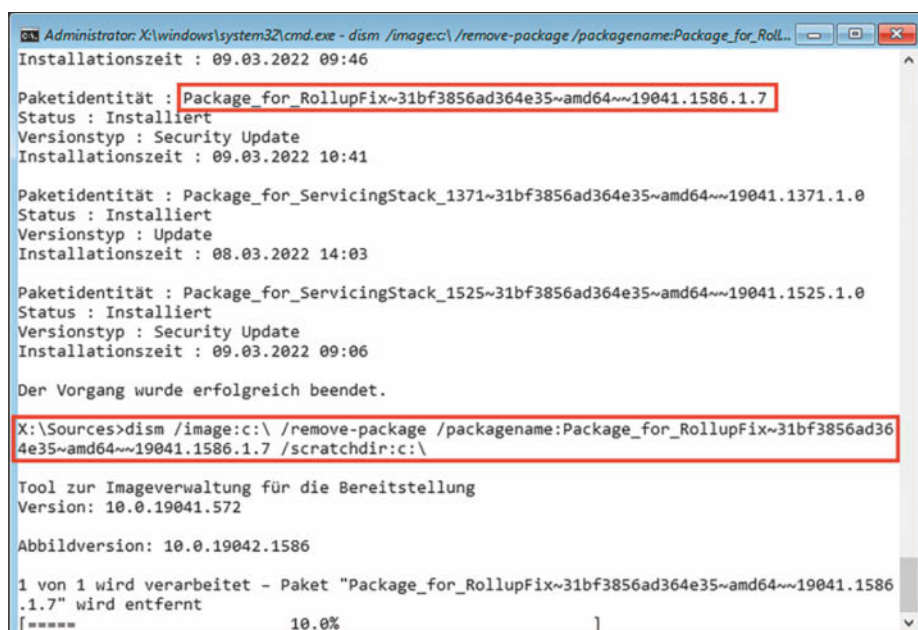 Administrator: X:\windows\system32\cmd.exe - dism /image:c:\ /remove-package /packagename:Package_for_Roll...
Installationszeit : 09.03.2022 09:46
Paketidentität : Package_for_RollupFix~31bf3856ad364e35~amd64~~19041.1586.1.7
Status : Installiert
Versionstyp : Security Update
Installationszeit : 09.03.2022 10:41
Paketidentität : Package_for_ServicingStack_1371~31bf3856ad364e35~amd64~~19041.1371.1.0
Status : Installiert
Versionstyp : Update
Installationszeit : 08.03.2022 14:03
Paketidentität : Package_for_ServicingStack_1525~31bf3856ad364e35~amd64~~19041.1525.1.0
Status : Installiert
Versionstyp : Security Update
Installationszeit : 09.03.2022 09:06
Der Vorgang wurde erfolgreich beendet.
X:\Sources>dism /image:c:\ /remove-package /packagename:Package_for_RollupFix~31bf3856ad36
4e35~amd64~~19041.1586.1.7 /scratchdir:c:\
Tool zur Imageverwaltung für die Bereitstellung
Version: 10.0.19041.572
Abbildversion: 10.0.19042.1586
1 von 1 wird verarbeitet – Paket "Package_for_RollupFix~31bf3856ad364e35~amd64~~19041.1586
.1.7" wird entfernt
[===== 10.0% ]